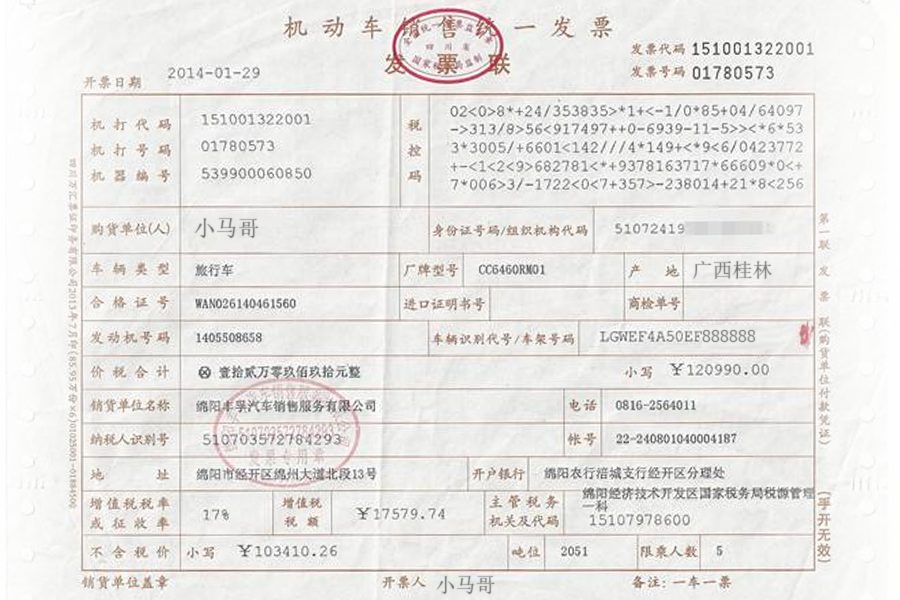 机动车销售统一发票
发票联
发票代码 151001322001
发票号码 01780573
开票日期 2014-01-29
机打代码 151001322001
机打号码 01780573
机器编号 539900060850
税控码
02<0>8*+24/353835>*1+<-1/0*85+04/64097
->313/8>56<917497++0-6939-11-5>><*6*53
3*3005/+6601<142///4*149+<*9<6/0423772
+-<1<2<9>682781<*+9378163717*66609*0<+
7*006>3/-1722<0<7+357>-238014+21*8<256
购货单位(人) 小马哥 身份证号码/组织机构代码 51072419
车辆类型 旅行车 厂牌型号 CC6460RM01 产地 广西桂林
合格证号 WAN026140461560 进口证明书号 商检单号
发动机号码 1405508658 车辆识别代号/车架号码 LGWEF4A50EF888888
价税合计 ⊗ 壹拾贰万零玖佰玖拾元整 小写 ¥120990.00
销货单位名称 绵阳丰孚汽车销售服务有限公司 电话 0816-2564011
纳税人识别号 510703572784293 帐号 22-240801040004187
地址 绵阳市经开区绵州大道北段13号 开户银行 绵阳农行涪城支行经开区分理处
增值税税率或征收率 17% 增值税税额 ¥17579.74 主管税务机关及代码 绵阳经济技术开发区国家税务局税源管理一科 15107978600
不含税价 小写 ¥103410.26 吨位 2051 限乘人数 5
销货单位盖章 开票人 小马哥 备注:一车一票
第一联 发票联(购货单位付款凭证)
(手开无效)
510703572784293
发票专用章
四川省